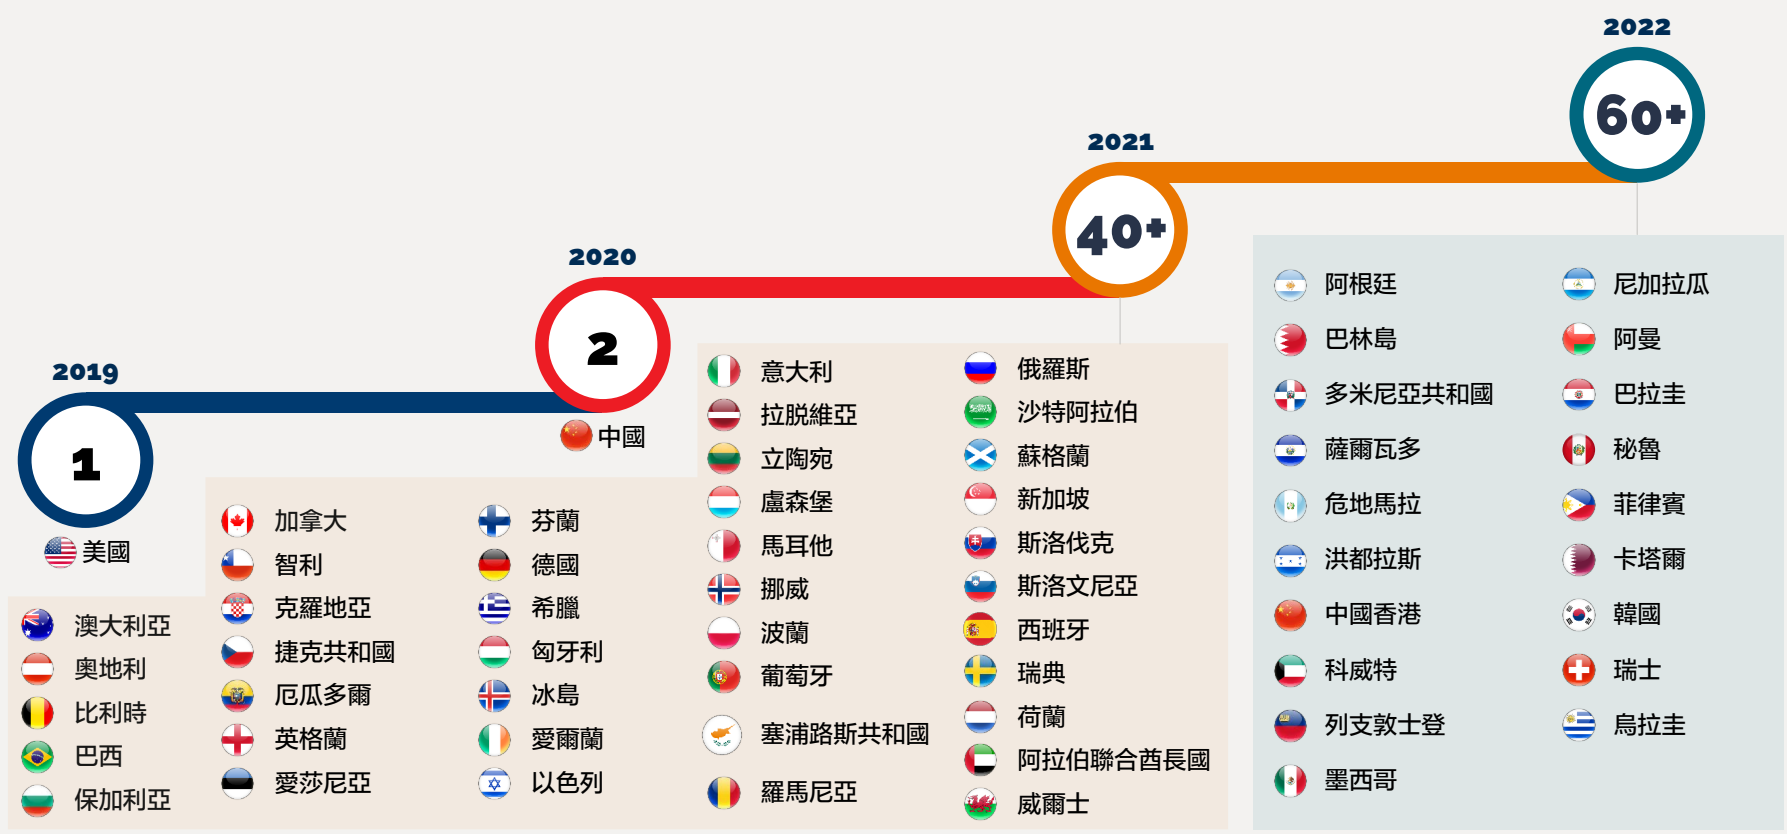 2019
1
美國
2020
2
中國
2021
40+
2022
60+
澳大利亞
奧地利
比利時
巴西
保加利亞
加拿大
智利
克羅地亞
捷克共和國
厄瓜多爾
英格蘭
愛莎尼亞
芬蘭
德國
希臘
匈牙利
冰島
愛爾蘭
以色列
意大利
拉脱維亞
立陶宛
盧森堡
馬耳他
挪威
波蘭
葡萄牙
塞浦路斯共和國
羅馬尼亞
俄羅斯
沙特阿拉伯
蘇格蘭
新加坡
斯洛伐克
斯洛文尼亞
西班牙
瑞典
荷蘭
阿拉伯聯合酋長國
威爾士
阿根廷
巴林島
多米尼亞共和國
薩爾瓦多
危地馬拉
洪都拉斯
中國香港
科威特
列支敦士登
墨西哥
尼加拉瓜
阿曼
巴拉圭
秘魯
菲律賓
卡塔爾
韓國
瑞士
烏拉圭